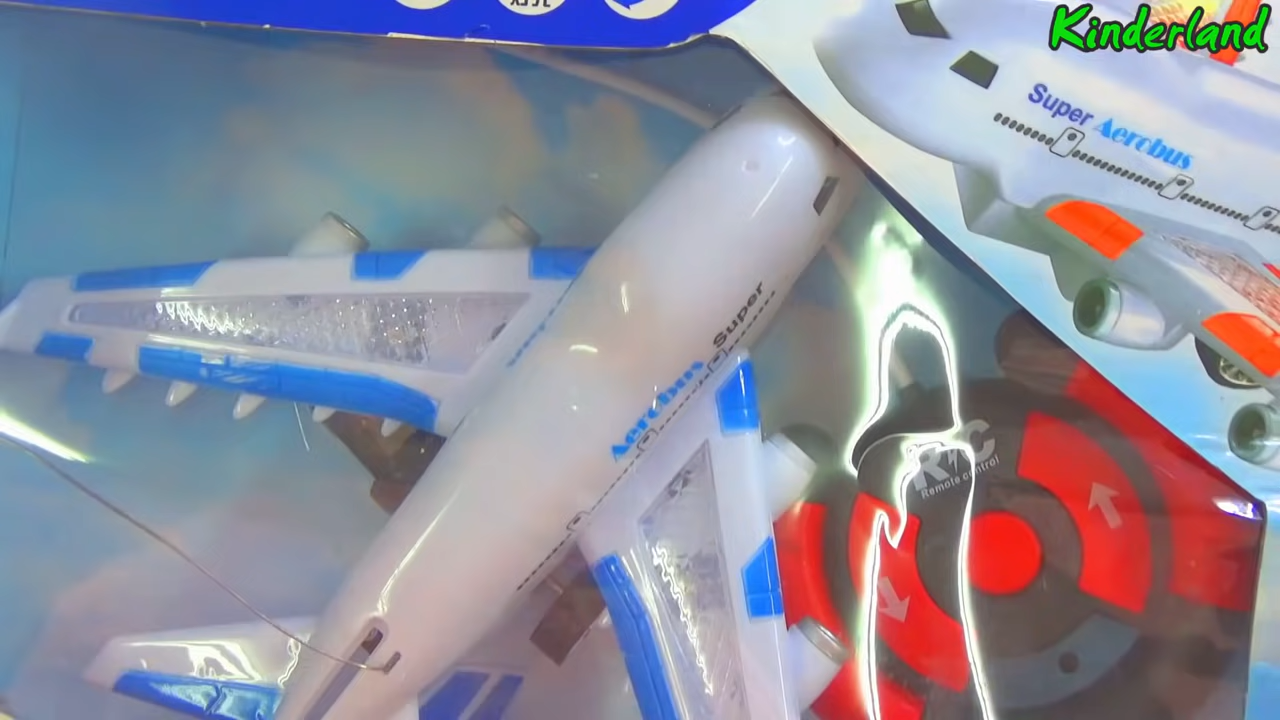 Kinderland
Super Aerobus
Super
Aerobus
R/C
Remote control